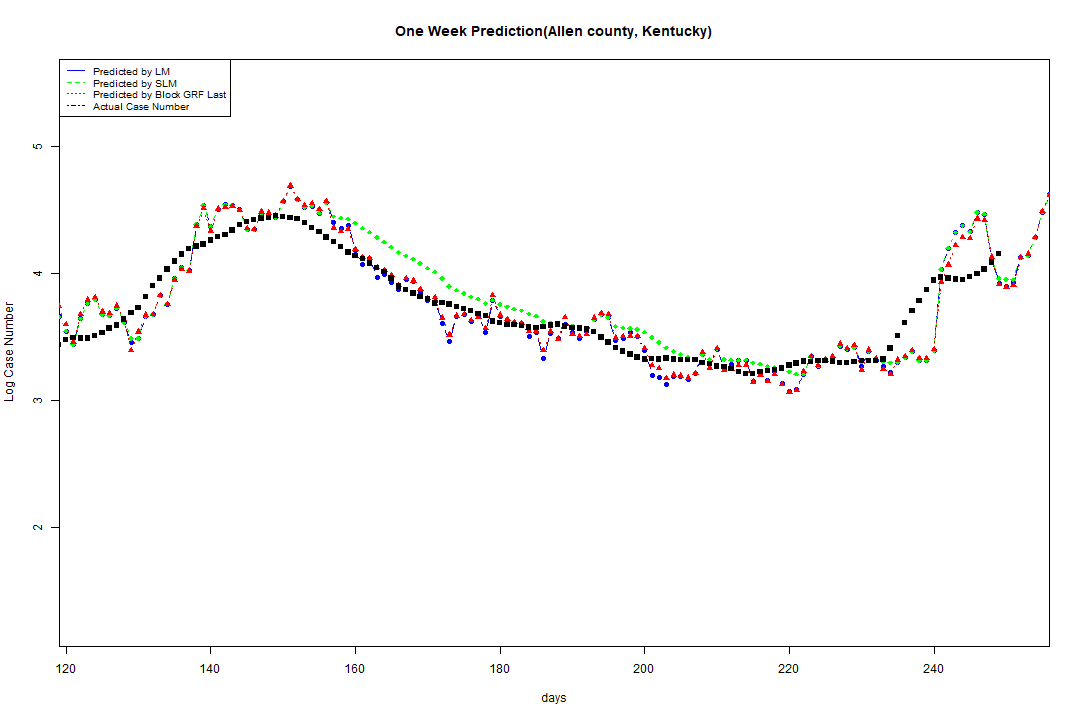 One Week Prediction(Allen county, Kentucky)
Predicted by LM
Predicted by SLM
Predicted by Block GRF Last
Actual Case Number
5
4
3
2
Log Case Number
120 140 160 180 200 220 240
days